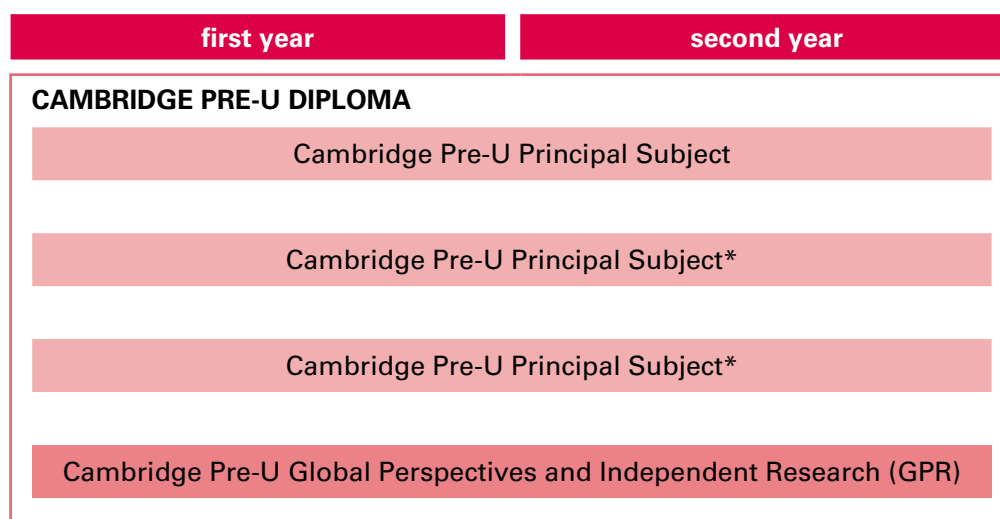 first year second year
CAMBRIDGE PRE-U DIPLOMA
Cambridge Pre-U Principal Subject
Cambridge Pre-U Principal Subject*
Cambridge Pre-U Principal Subject*
Cambridge Pre-U Global Perspectives and Independent Research (GPR)